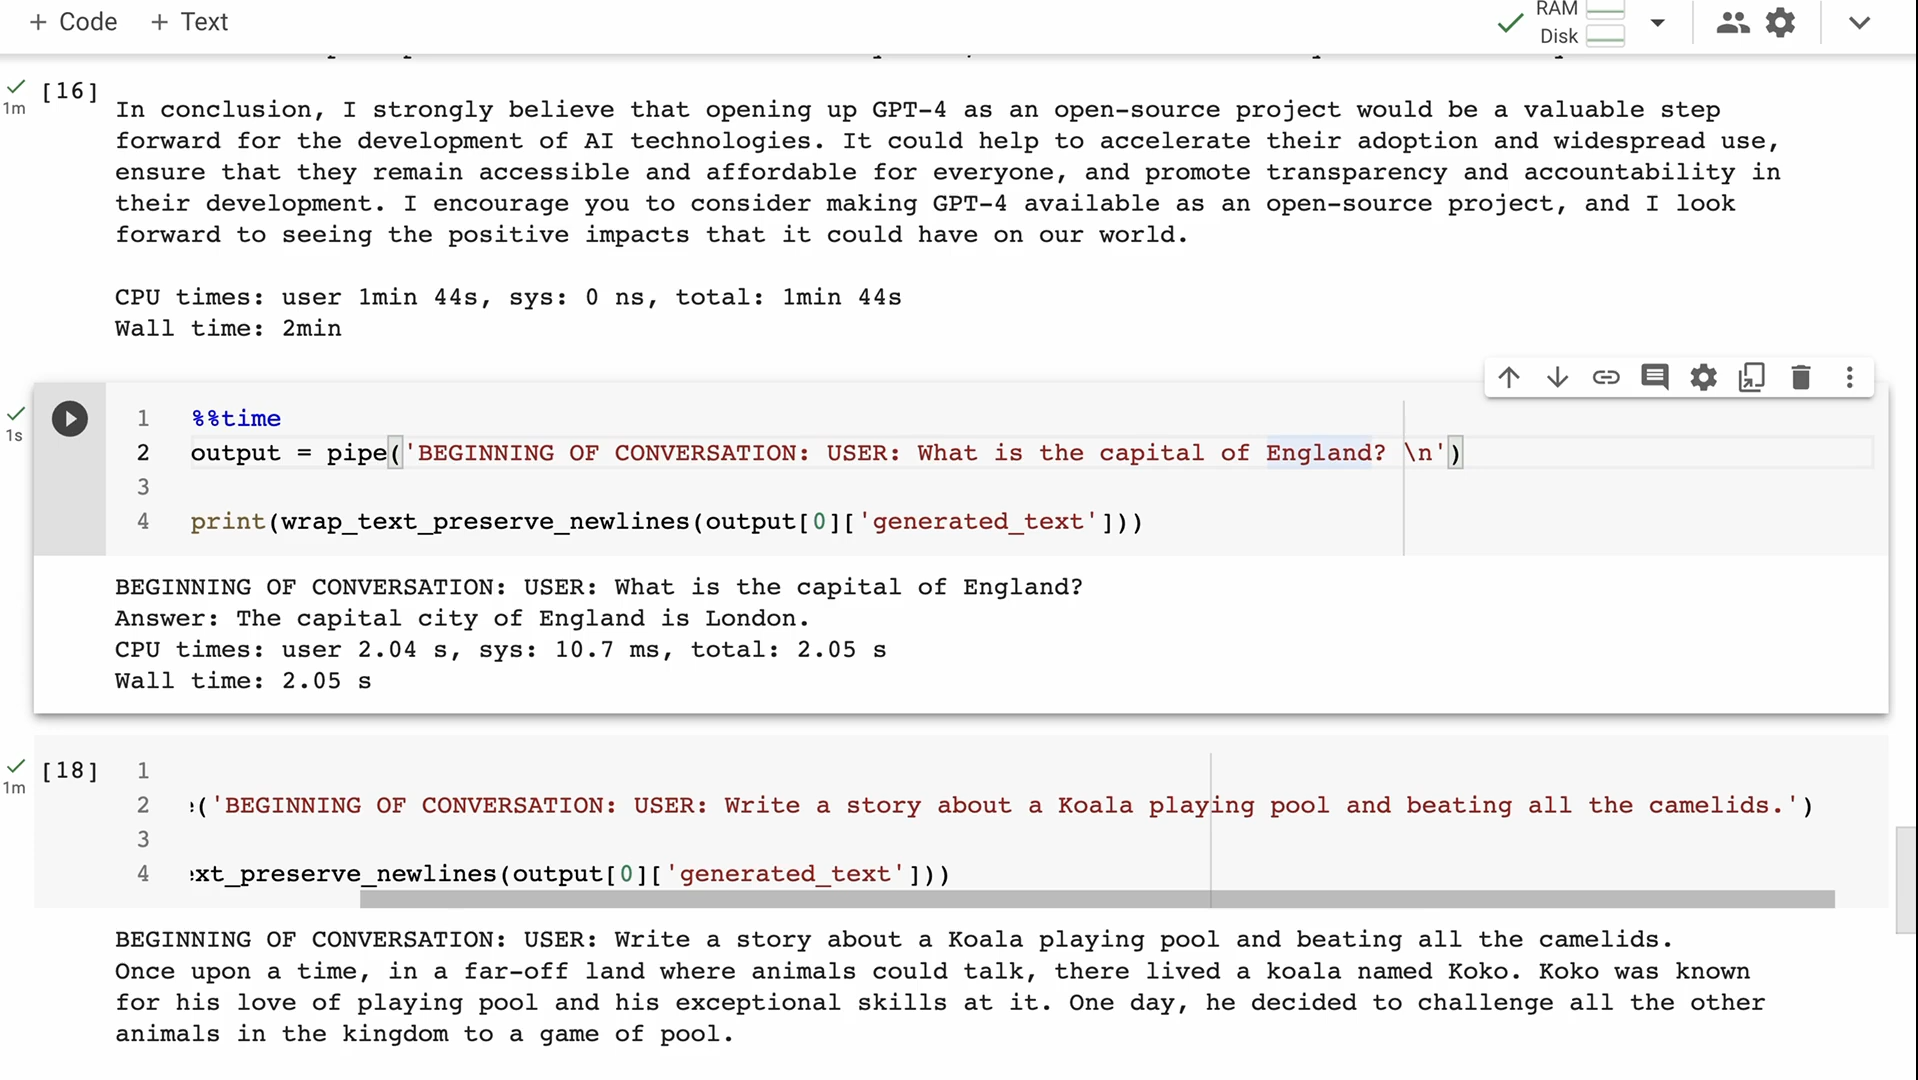 + Code + Text
RAM
Disk
[16]
1m
In conclusion, I strongly believe that opening up GPT-4 as an open-source project would be a valuable step
forward for the development of AI technologies. It could help to accelerate their adoption and widespread use,
ensure that they remain accessible and affordable for everyone, and promote transparency and accountability in
their development. I encourage you to consider making GPT-4 available as an open-source project, and I look
forward to seeing the positive impacts that it could have on our world.
CPU times: user 1min 44s, sys: 0 ns, total: 1min 44s
Wall time: 2min
1s
1 %%time
2 output = pipe('BEGINNING OF CONVERSATION: USER: What is the capital of England? \n')
3
4 print(wrap_text_preserve_newlines(output[0]['generated_text']))
BEGINNING OF CONVERSATION: USER: What is the capital of England?
Answer: The capital city of England is London.
CPU times: user 2.04 s, sys: 10.7 ms, total: 2.05 s
Wall time: 2.05 s
[18] 1
1m
2 ('BEGINNING OF CONVERSATION: USER: Write a story about a Koala playing pool and beating all the camelids.')
3
4 ext_preserve_newlines(output[0]['generated_text']))
BEGINNING OF CONVERSATION: USER: Write a story about a Koala playing pool and beating all the camelids.
Once upon a time, in a far-off land where animals could talk, there lived a koala named Koko. Koko was known
for his love of playing pool and his exceptional skills at it. One day, he decided to challenge all the other
animals in the kingdom to a game of pool.